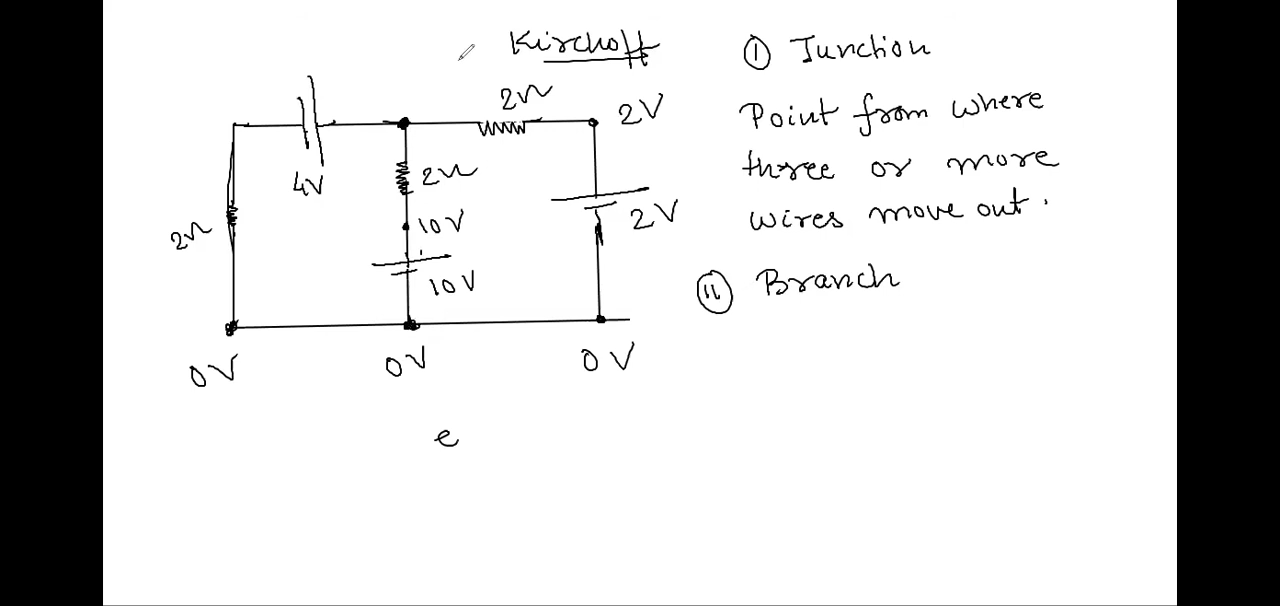 Kirchoff
① Junction
2Ω
2V
Point from where
2Ω
three or more
4V
2Ω
10V
2V
wires move out.
10V
ⅱ Branch
0V
0V
0V
e